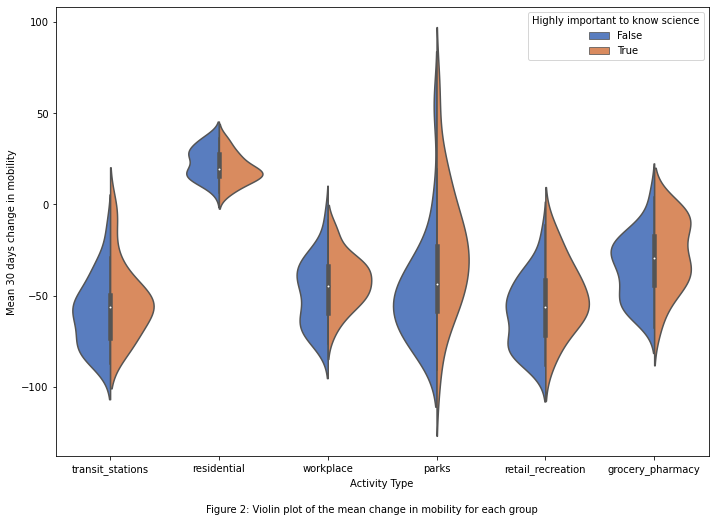 Highly important to know science
False
True
100
50
0
−50
−100
Mean 30 days change in mobility
transit_stations residential workplace parks retail_recreation grocery_pharmacy
Activity Type
Figure 2: Violin plot of the mean change in mobility for each group